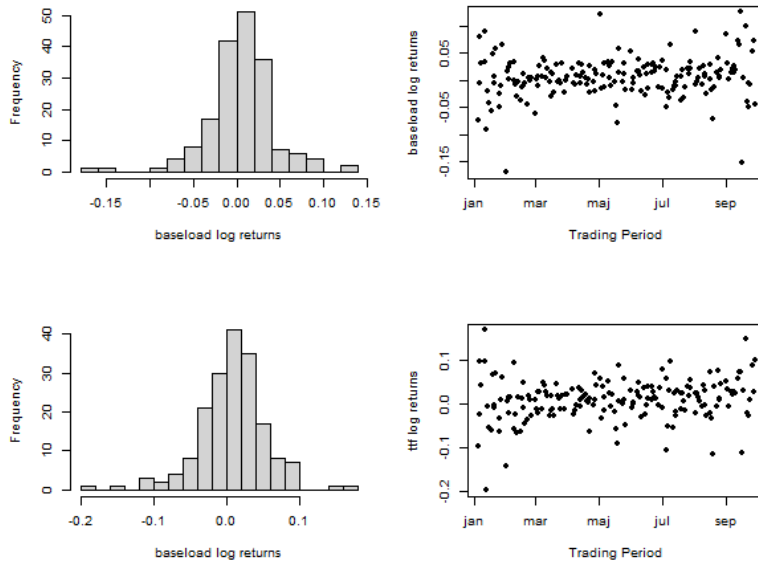 50
40
30
20
10
0
Frequency
-0.15
-0.05
0.00
0.05
0.10
0.15
baseload log returns
0.05
-0.05
-0.15
baseload log returns
jan
mar
maj
jul
sep
Trading Period
40
30
20
10
0
Frequency
-0.2
-0.1
0.0
0.1
baseload log returns
0.1
0.0
-0.1
-0.2
ttf log returns
jan
mar
maj
jul
sep
Trading Period